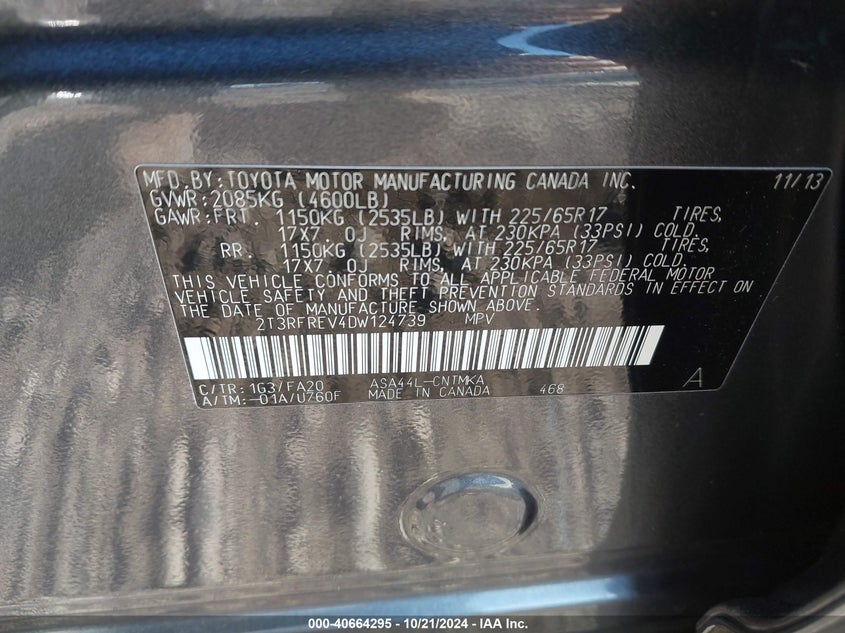 MFD. BY: TOYOTA MOTOR MANUFACTURING CANADA INC. 11/13
GVWR: 2085KG (4600LB)
GAWR: FRT. 1150KG (2535LB) WITH 225/65R17 TIRES,
17X7 OJ RIMS, AT 230KPA (33PSI) COLD.
RR. 1150KG (2535LB) WITH 225/65R17 TIRES,
17X7 OJ RIMS, AT 230KPA (33PSI) COLD.
THIS VEHICLE CONFORMS TO ALL APPLICABLE FEDERAL MOTOR
VEHICLE SAFETY AND THEFT PREVENTION STANDARDS IN EFFECT ON
THE DATE OF MANUFACTURE SHOWN ABOVE.
2T3RFREV4DW124739 MPV
C/TR: 1G3/FA20 ASA44L-CNTMKA 468 A
A/TM: -01A/U760F MADE IN CANADA
000-40664295 - 10/21/2024 - IAA Inc.